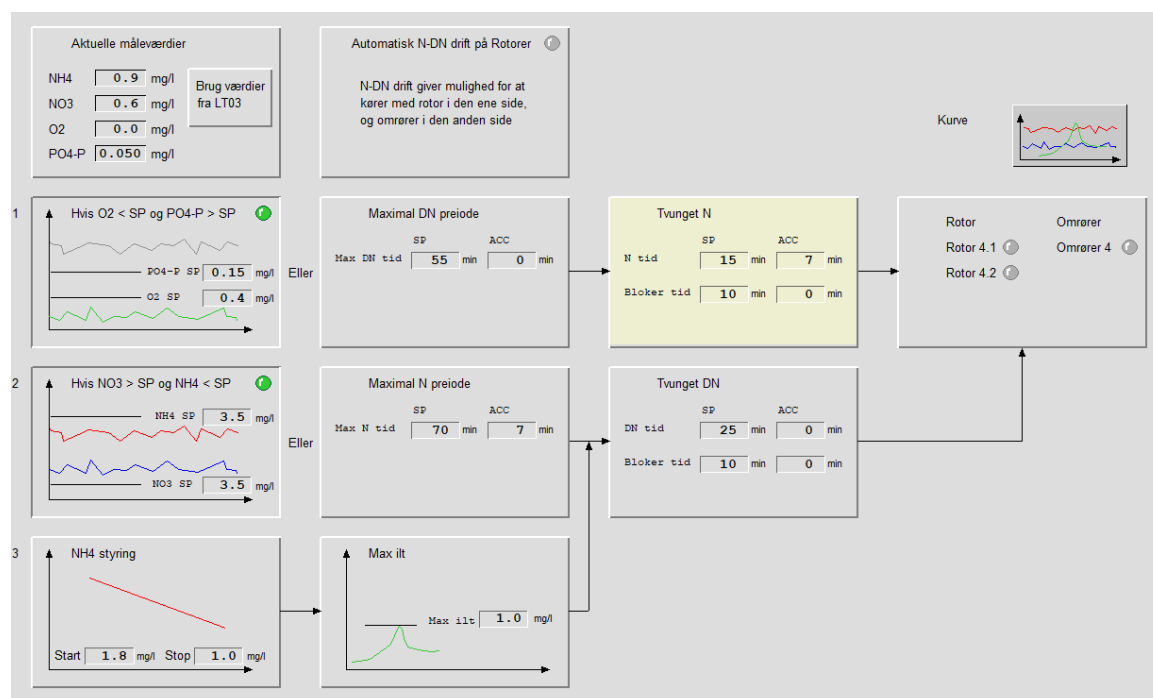 Aktuelle måleværdier
NH4 0.9 mg/l
NO3 0.6 mg/l
O2 0.0 mg/l
PO4-P 0.050 mg/l
Brug værdier
fra LT03
Automatisk N-DN drift på Rotorer
N-DN drift giver mulighed for at
kører med rotor i den ene side,
og omrører i den anden side
Kurve
1
Hvis O2 < SP og PO4-P > SP
PO4-P SP 0.15 mg/l
O2 SP 0.4 mg/l
Eller
Maximal DN preiode
SP ACC
Max DN tid 55 min 0 min
Tvunget N
SP ACC
N tid 15 min 7 min
Bloker tid 10 min 0 min
Rotor Omrører
Rotor 4.1 Omrører 4
Rotor 4.2
2
Hvis NO3 > SP og NH4 < SP
NH4 SP 3.5 mg/l
NO3 SP 3.5 mg/l
Eller
Maximal N preiode
SP ACC
Max N tid 70 min 7 min
Tvunget DN
SP ACC
DN tid 25 min 0 min
Bloker tid 10 min 0 min
3
NH4 styring
Start 1.8 mg/l Stop 1.0 mg/l
Max ilt
Max ilt 1.0 mg/l